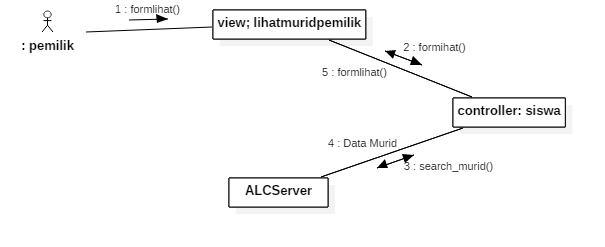 1 : formlihat()
view; lihatmuridpemilik
: pemilik
2 : formihat()
5 : formlihat()
controller: siswa
4 : Data Murid
3 : search_murid()
ALCServer